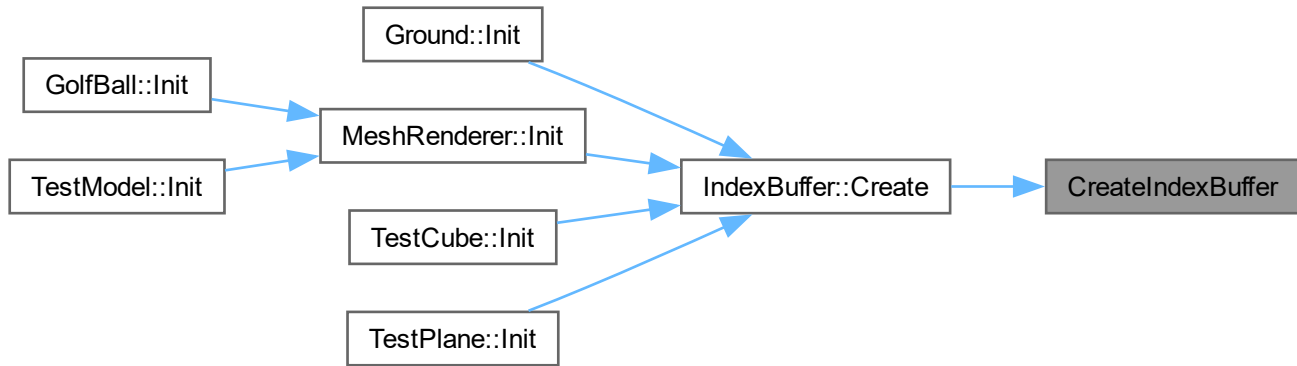 Ground::Init
GolfBall::Init
MeshRenderer::Init
TestModel::Init
IndexBuffer::Create
CreateIndexBuffer
TestCube::Init
TestPlane::Init